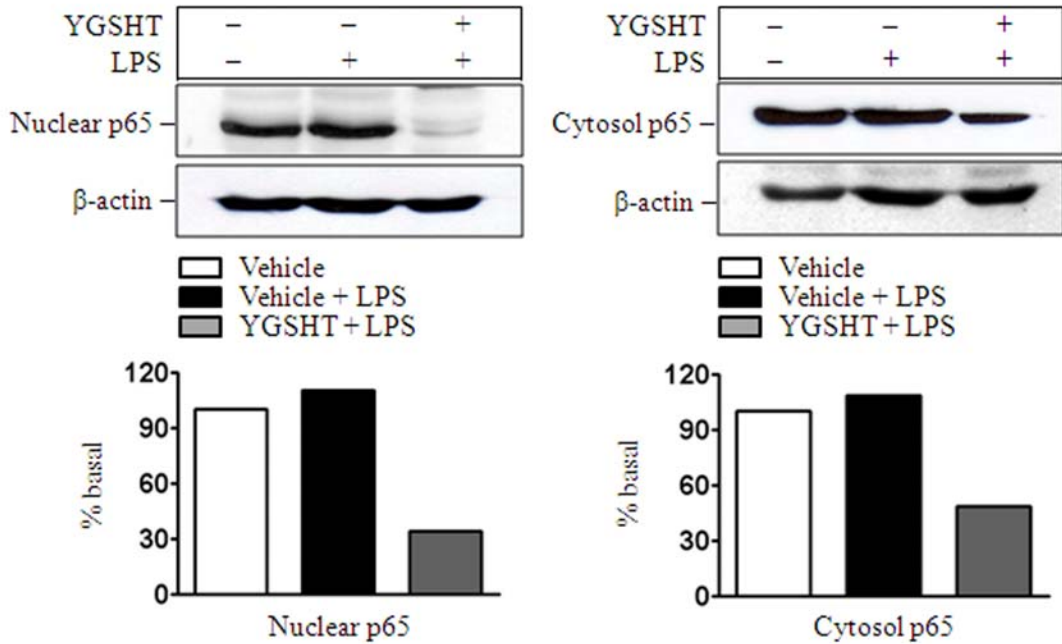 YGSHT – – +
LPS – + +
Nuclear p65 –
β-actin –
Vehicle
Vehicle + LPS
YGSHT + LPS
120
90
60
30
0
% basal
Nuclear p65
YGSHT – – +
LPS – + +
Cytosol p65 –
β-actin –
Vehicle
Vehicle + LPS
YGSHT + LPS
120
90
60
30
0
% basal
Cytosol p65